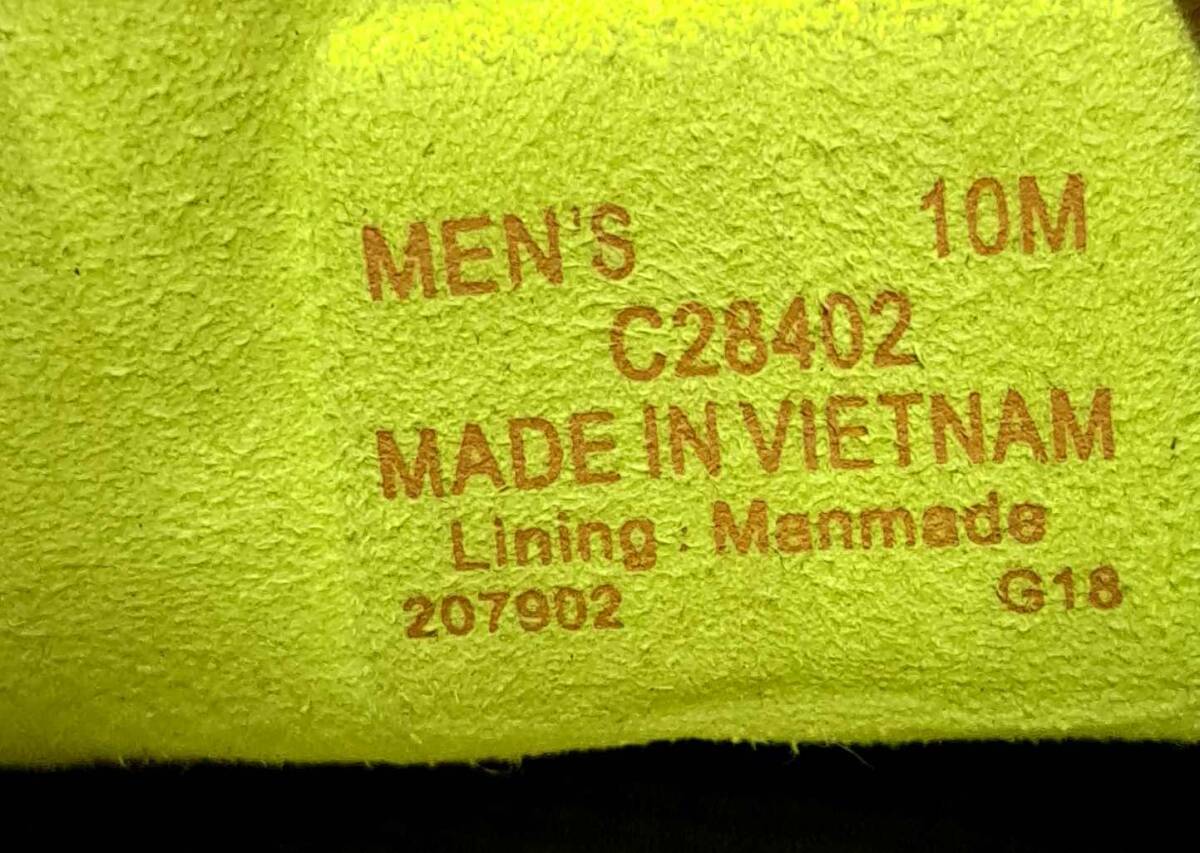 MEN'S 10M
C28402
MADE IN VIETNAM
Lining : Manmade
207902 G18